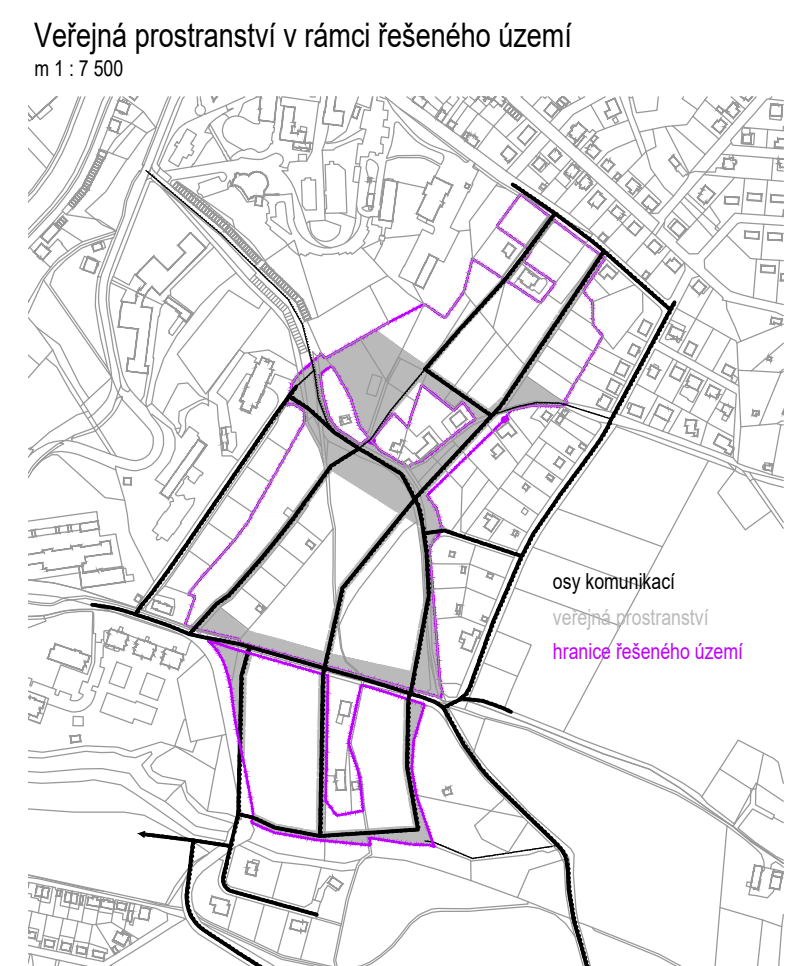 Veřejná prostranství v rámci řešeného území
m 1 : 7 500
osy komunikací
veřejná prostranství
hranice řešeného území